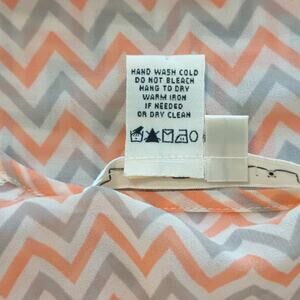 HAND WASH COLD
DO NOT BLEACH
HANG TO DRY
WARM IRON
IF NEEDED
OR DRY CLEAN